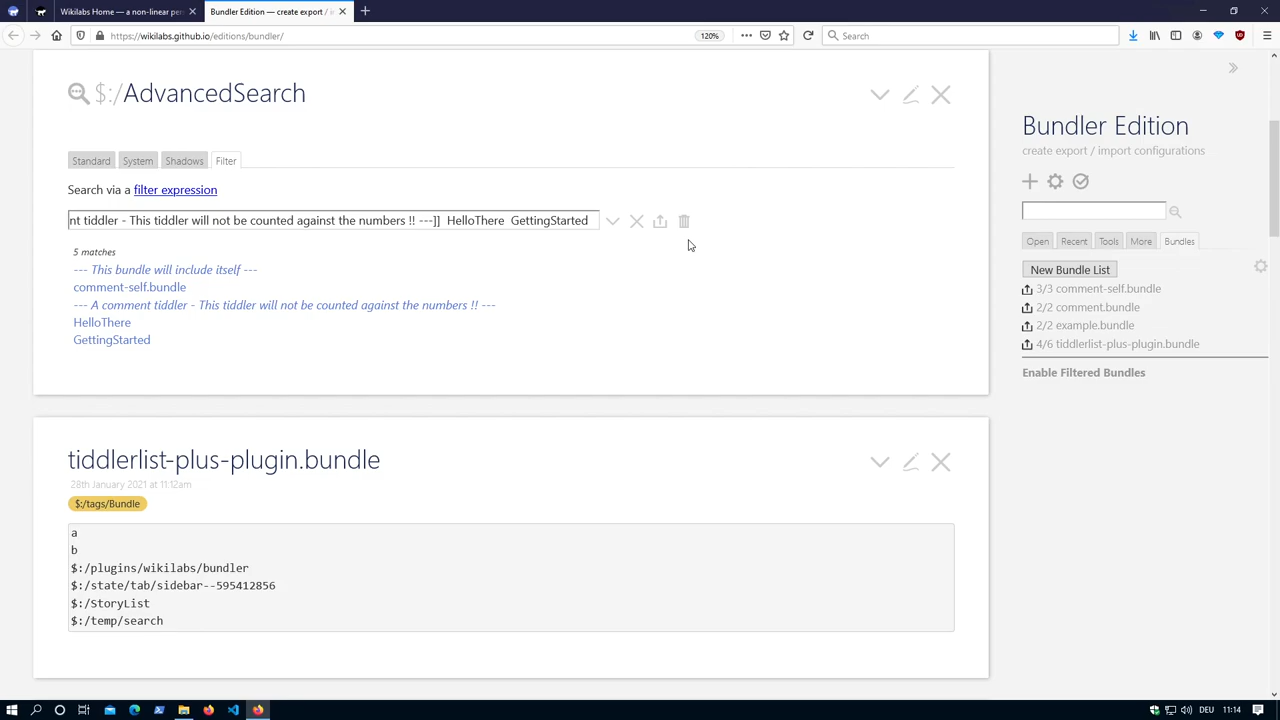 Wikilabs Home — a non-linear per
Bundler Edition — create export / i
https://wikilabs.github.io/editions/bundler/
120%
Search
$:/AdvancedSearch
Standard
System
Shadows
Filter
Search via a filter expression
nt tiddler - This tiddler will not be counted against the numbers !! ---]]  HelloThere  GettingStarted
5 matches
--- This bundle will include itself ---
comment-self.bundle
--- A comment tiddler - This tiddler will not be counted against the numbers !! ---
HelloThere
GettingStarted
tiddlerlist-plus-plugin.bundle
28th January 2021 at 11:12am
$:/tags/Bundle
a
b
$:/plugins/wikilabs/bundler
$:/state/tab/sidebar--595412856
$:/StoryList
$:/temp/search
Bundler Edition
create export / import configurations
Open
Recent
Tools
More
Bundles
New Bundle List
3/3 comment-self.bundle
2/2 comment.bundle
2/2 example.bundle
4/6 tiddlerlist-plus-plugin.bundle
Enable Filtered Bundles
DEU
11:14